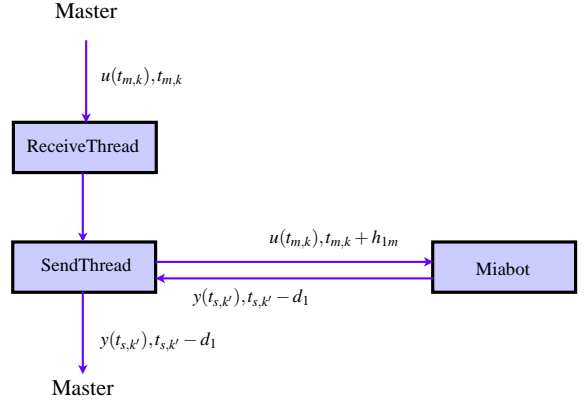 Master
u(t_{m,k}), t_{m,k}
ReceiveThread
u(t_{m,k}), t_{m,k} + h_{1m}
SendThread
Miabot
y(t_{s,k'}), t_{s,k'} − d_1
y(t_{s,k'}), t_{s,k'} − d_1
Master